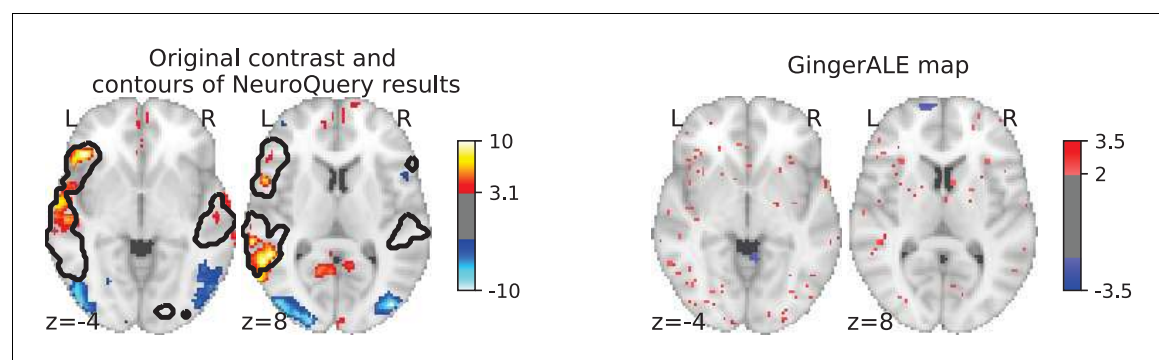 Original contrast and
contours of NeuroQuery results
L R
L R
10
3.1
-10
z=-4
z=8
GingerALE map
L R
L R
3.5
2
-3.5
z=-4
z=8